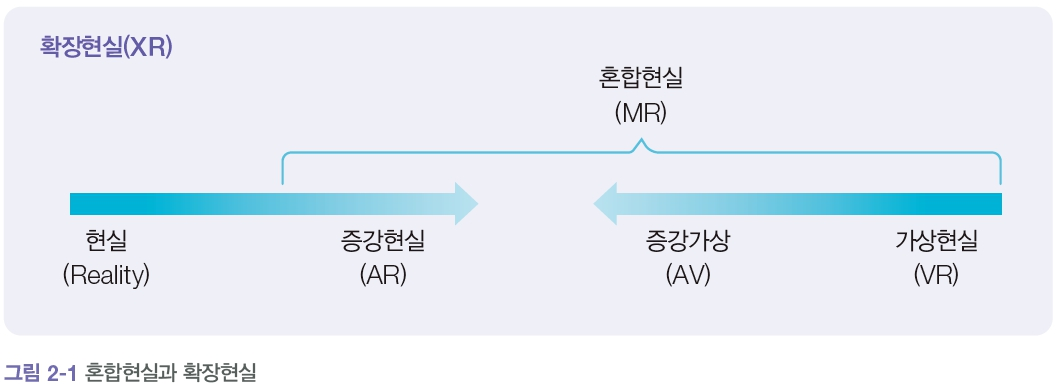 확장현실(XR)
혼합현실
(MR)
현실
(Reality)
증강현실
(AR)
증강가상
(AV)
가상현실
(VR)
그림 2-1 혼합현실과 확장현실